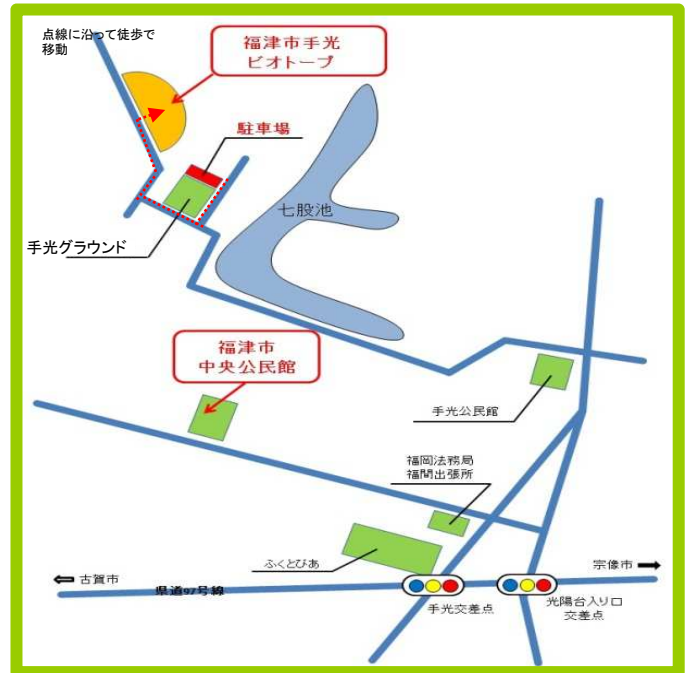 点線に沿って徒歩で
移動
福津市手光
ビオトープ
駐車場
七股池
手光グラウンド
福津市
中央公民館
手光公民館
福岡法務局
福間出張所
ふくとぴあ
古賀市
宗像市
県道97号線
手光交差点
光陽台入り口
交差点